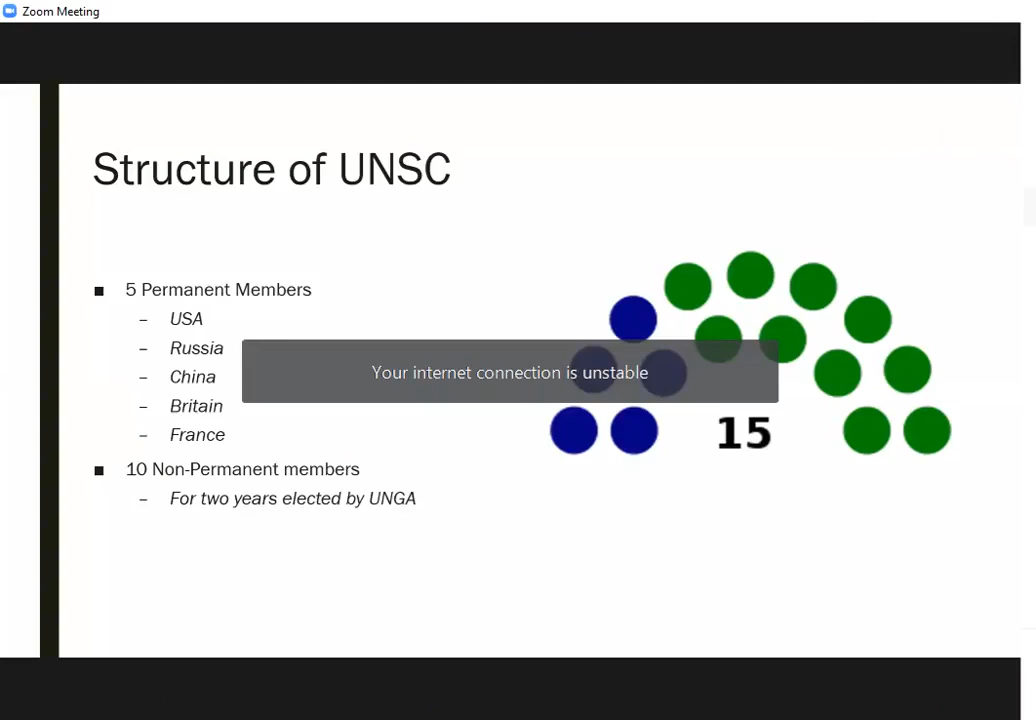 Zoom Meeting
Structure of UNSC
■ 5 Permanent Members
– USA
– Russia
– China
– Britain
– France
■ 10 Non-Permanent members
– For two years elected by UNGA
Your internet connection is unstable
15